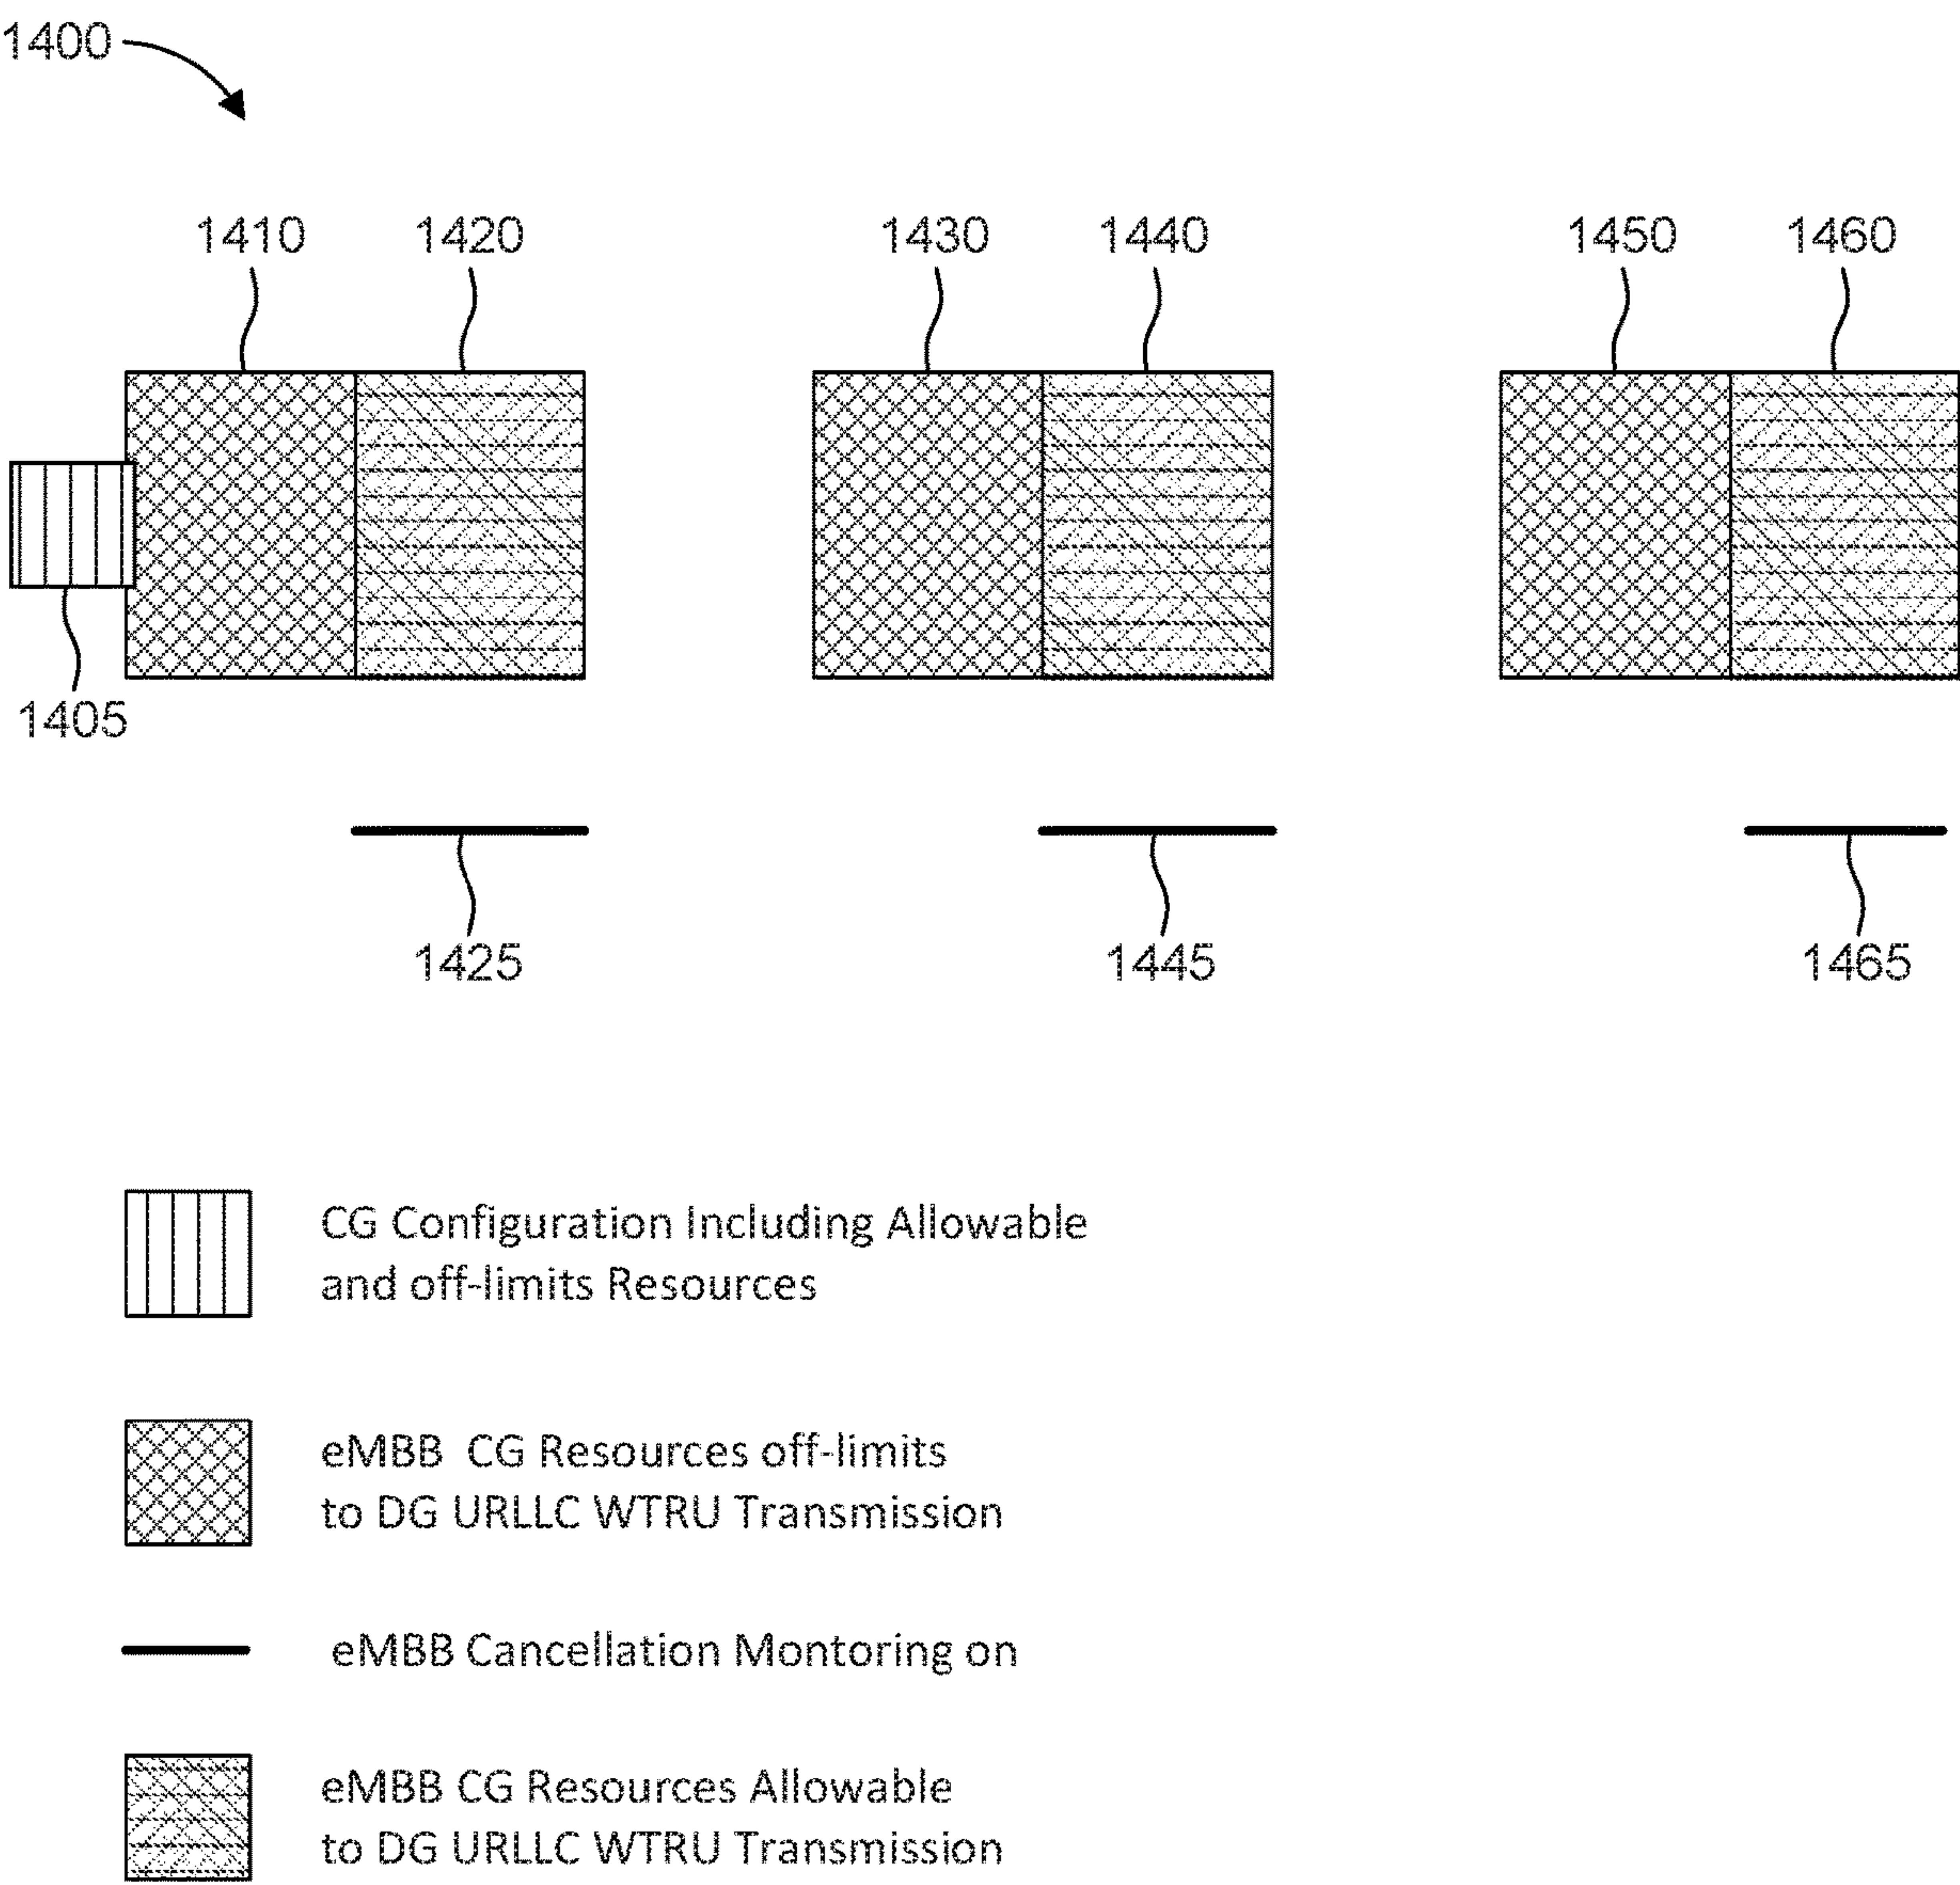 1400
1410 1420 1430 1440 1450 1460
1405
1425 1445 1465
CG Configuration Including Allowable
and off-limits Resources
eMBB CG Resources off-limits
to DG URLLC WTRU Transmission
eMBB Cancellation Montoring on
eMBB CG Resources Allowable
to DG URLLC WTRU Transmission